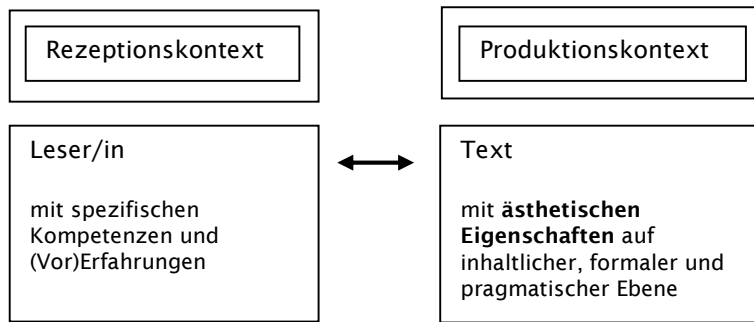 Rezeptionskontext
Produktionskontext
Leser/in
mit spezifischen
Kompetenzen und
(Vor)Erfahrungen
Text
mit ästhetischen
Eigenschaften auf
inhaltlicher, formaler und
pragmatischer Ebene